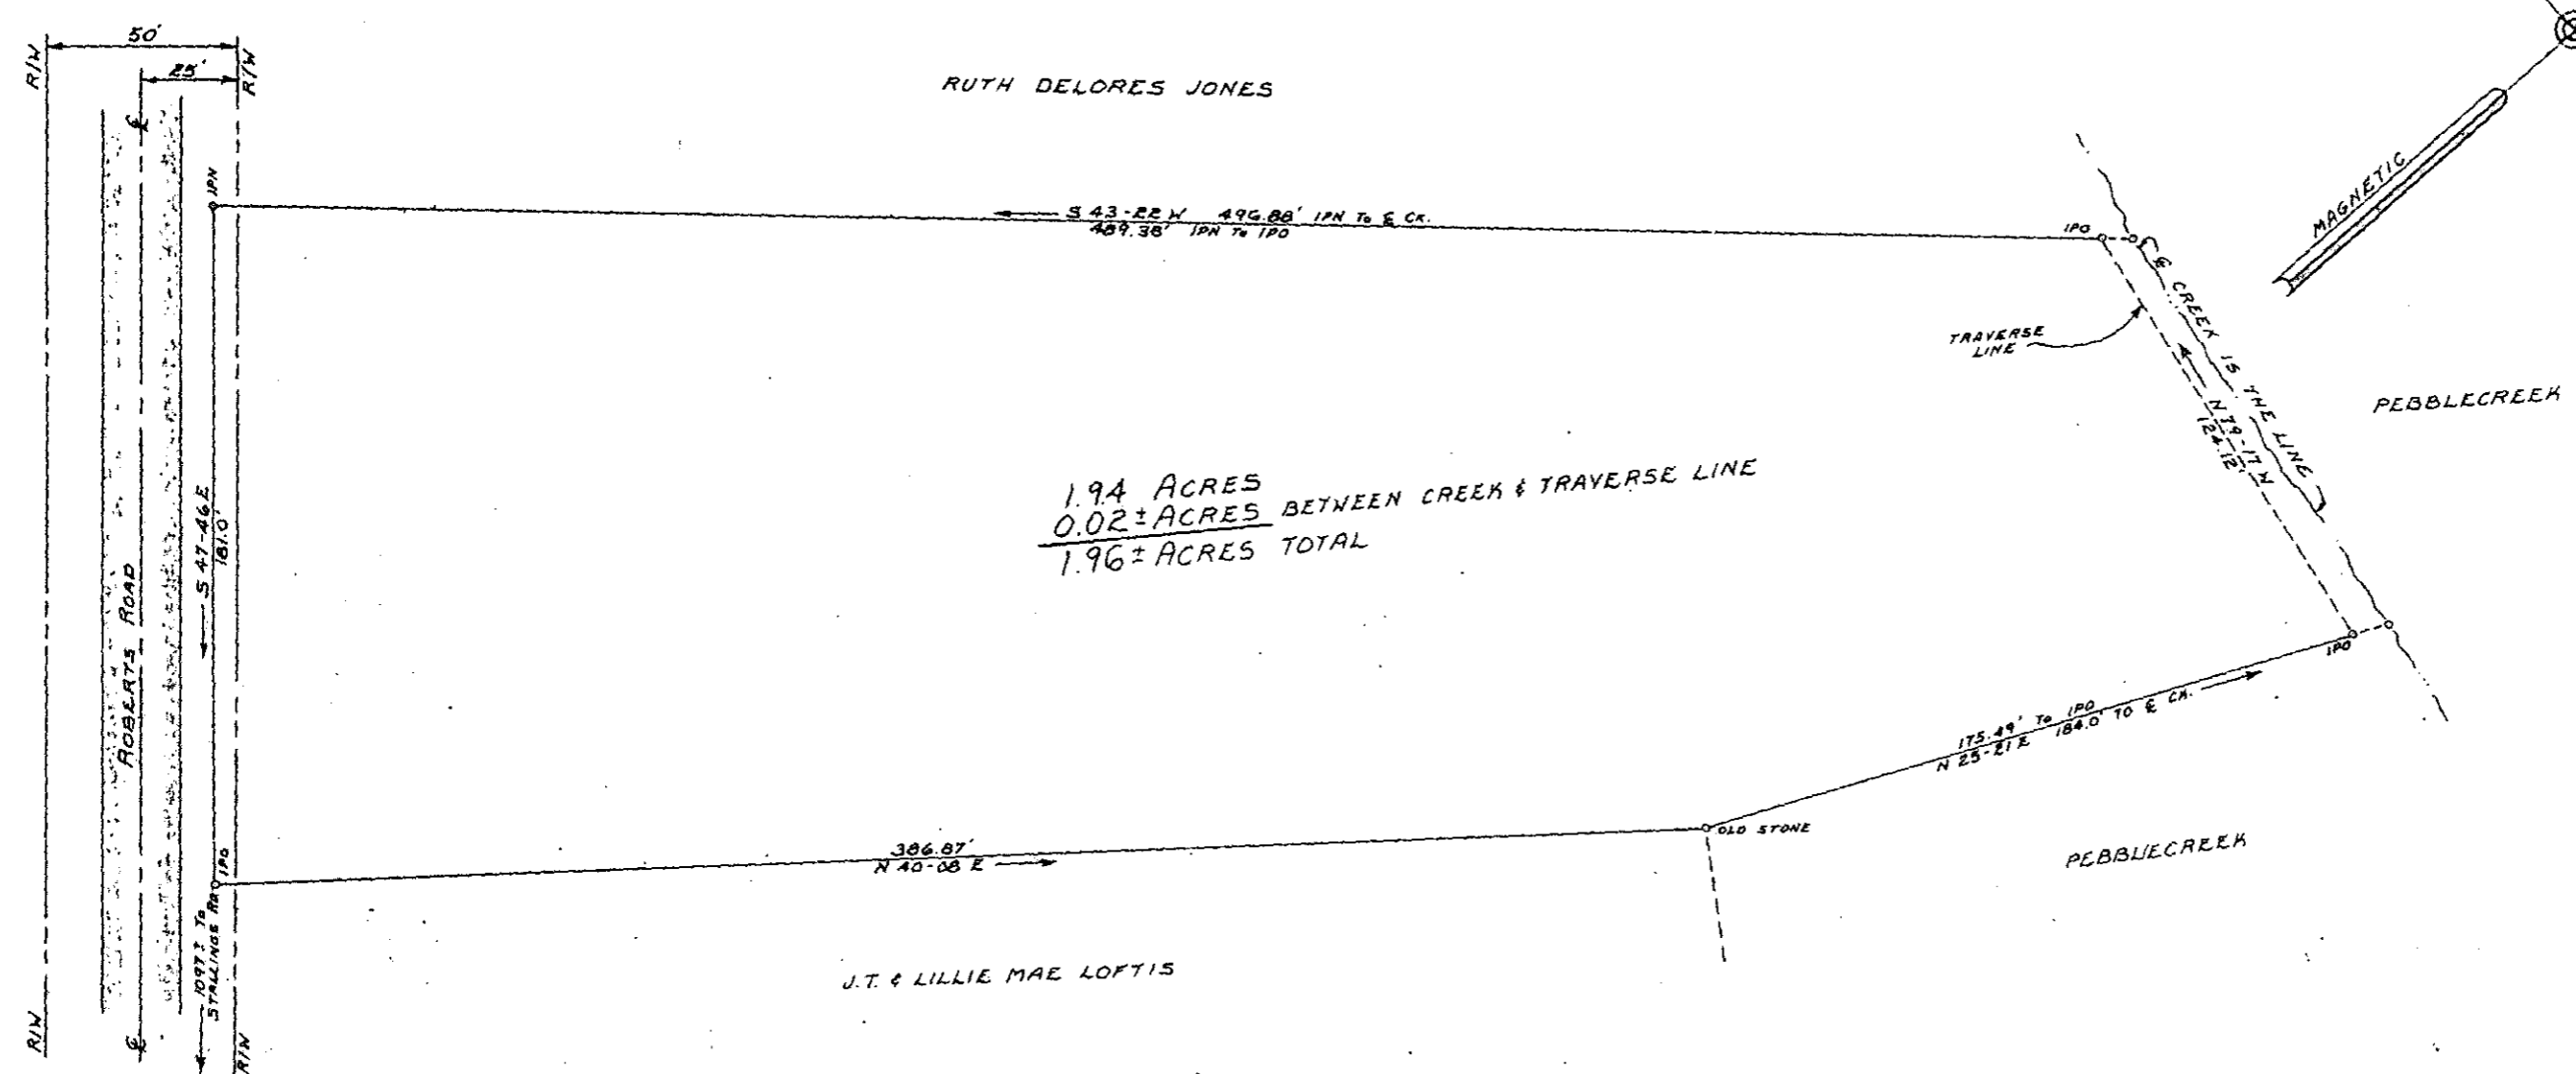 50'
25'
R/W
R/W
RUTH DELORES JONES
MAGNETIC
IPN
S 43-22 W 496.88' IPN To ℄ CK.
489.38' IPN To IPO
IPO
℄ CREEK IS THE LINE
TRAVERSE
LINE
N 79-17 W
124.12'
PEBBLECREEK
1.94 ACRES
0.02± ACRES BETWEEN CREEK & TRAVERSE LINE
1.96± ACRES TOTAL
S 47-46 E
181.0'
ROBERTS ROAD
℄
IPO
175.49' To IPO
N 25-21 E 184.0' TO ℄ CK.
386.87'
N 40-08 E
OLD STONE
PEBBLECREEK
IPO
1097± To
STALLINGS RD
J.T. & LILLIE MAE LOFTIS
R/W
℄
R/W